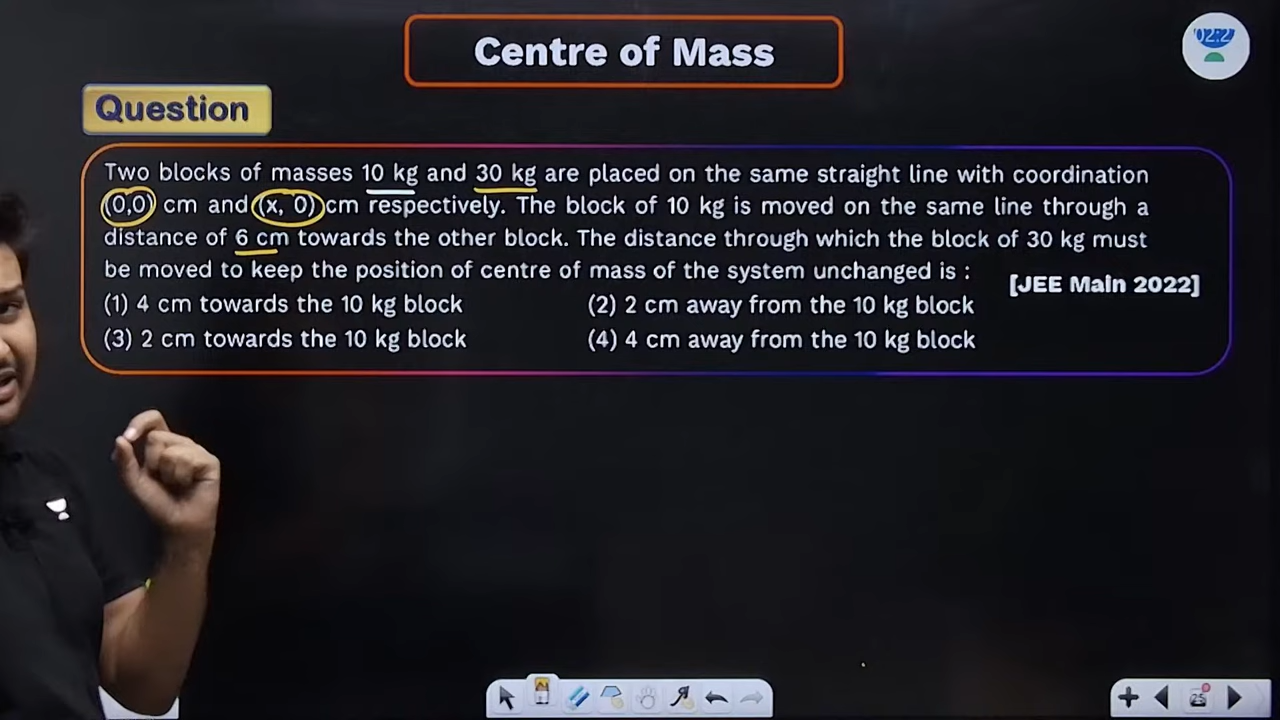 Centre of Mass
Question
Two blocks of masses 10 kg and 30 kg are placed on the same straight line with coordination
(0,0) cm and (x, 0) cm respectively. The block of 10 kg is moved on the same line through a
distance of 6 cm towards the other block. The distance through which the block of 30 kg must
be moved to keep the position of centre of mass of the system unchanged is :
[JEE Main 2022]
(1) 4 cm towards the 10 kg block
(2) 2 cm away from the 10 kg block
(3) 2 cm towards the 10 kg block
(4) 4 cm away from the 10 kg block
25